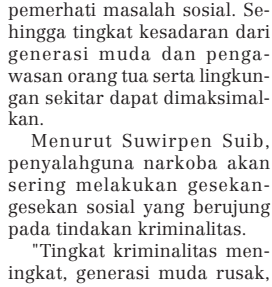 pemerhati masalah sosial. Se-
hingga tingkat kesadaran dari
generasi muda dan penga-
wasan orang tua serta lingkun-
gan sekitar dapat dimaksimal-
kan.
Menurut Suwirpen Suib,
penyalahguna narkoba akan
sering melakukan gesekan-
gesekan sosial yang berujung
pada tindakan kriminalitas.
"Tingkat kriminalitas men-
ingkat, generasi muda rusak,